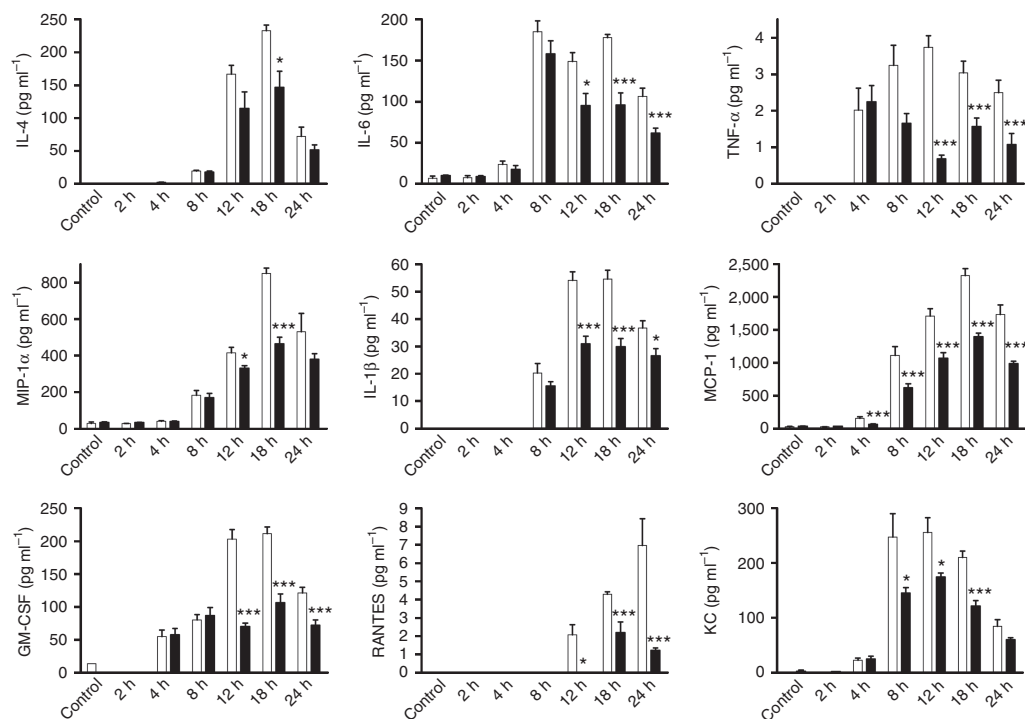 250
200
150
100
50
0
IL-4 (pg ml⁻¹)
*
Control
2 h
4 h
8 h
12 h
18 h
24 h
200
150
100
50
0
IL-6 (pg ml⁻¹)
*
***
***
Control
2 h
4 h
8 h
12 h
18 h
24 h
4
3
2
1
0
TNF-α (pg ml⁻¹)
***
***
***
Control
2 h
4 h
8 h
12 h
18 h
24 h
800
600
400
200
0
MIP-1α (pg ml⁻¹)
*
***
Control
2 h
4 h
8 h
12 h
18 h
24 h
60
50
40
30
20
10
0
IL-1β (pg ml⁻¹)
***
***
*
Control
2 h
4 h
8 h
12 h
18 h
24 h
2,500
2,000
1,500
1,000
500
0
MCP-1 (pg ml⁻¹)
***
***
***
***
***
Control
2 h
4 h
8 h
12 h
18 h
24 h
250
200
150
100
50
0
GM-CSF (pg ml⁻¹)
***
***
***
Control
2 h
4 h
8 h
12 h
18 h
24 h
9
8
7
6
5
4
3
2
1
0
RANTES (pg ml⁻¹)
*
***
***
Control
2 h
4 h
8 h
12 h
18 h
24 h
300
200
100
0
KC (pg ml⁻¹)
*
*
***
Control
2 h
4 h
8 h
12 h
18 h
24 h